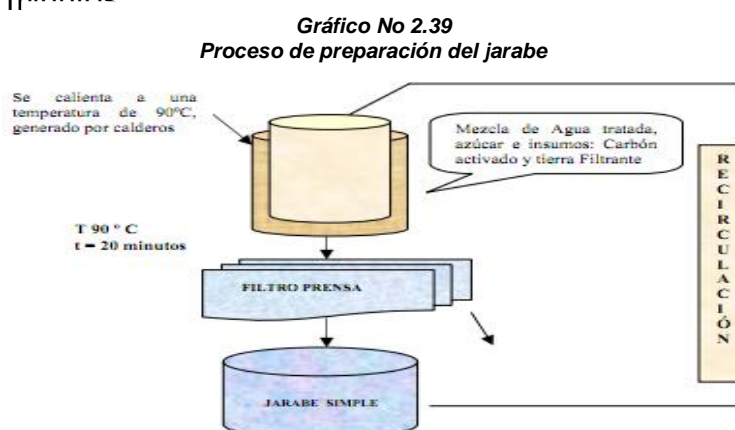 Gráfico No 2.39
Proceso de preparación del jarabe
Se calienta a una
temperatura de 90ºC,
generado por calderos
Mezcla de Agua tratada,
azúcar e insumos: Carbón
activado y tierra Filtrante
T 90 º C
t = 20 minutos
FILTRO PRENSA
JARABE SIMPLE
RECIRCULACIÓN